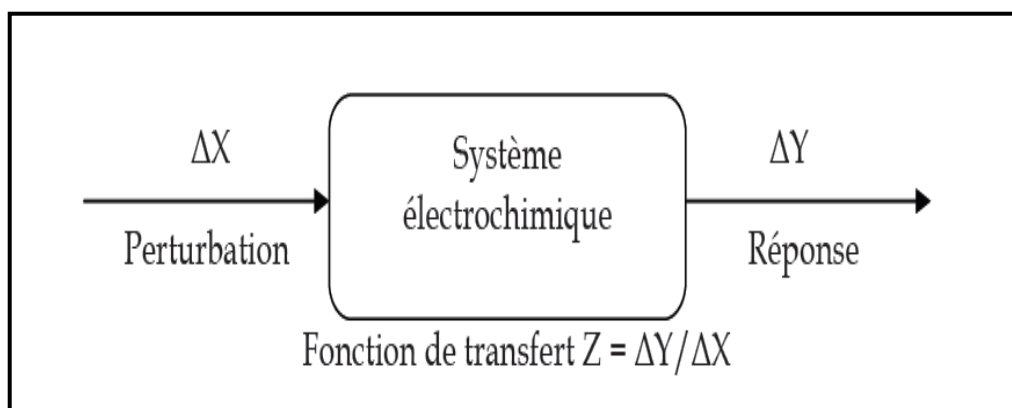 ΔX
Perturbation
Système
électrochimique
ΔY
Réponse
Fonction de transfert Z = ΔY/ΔX